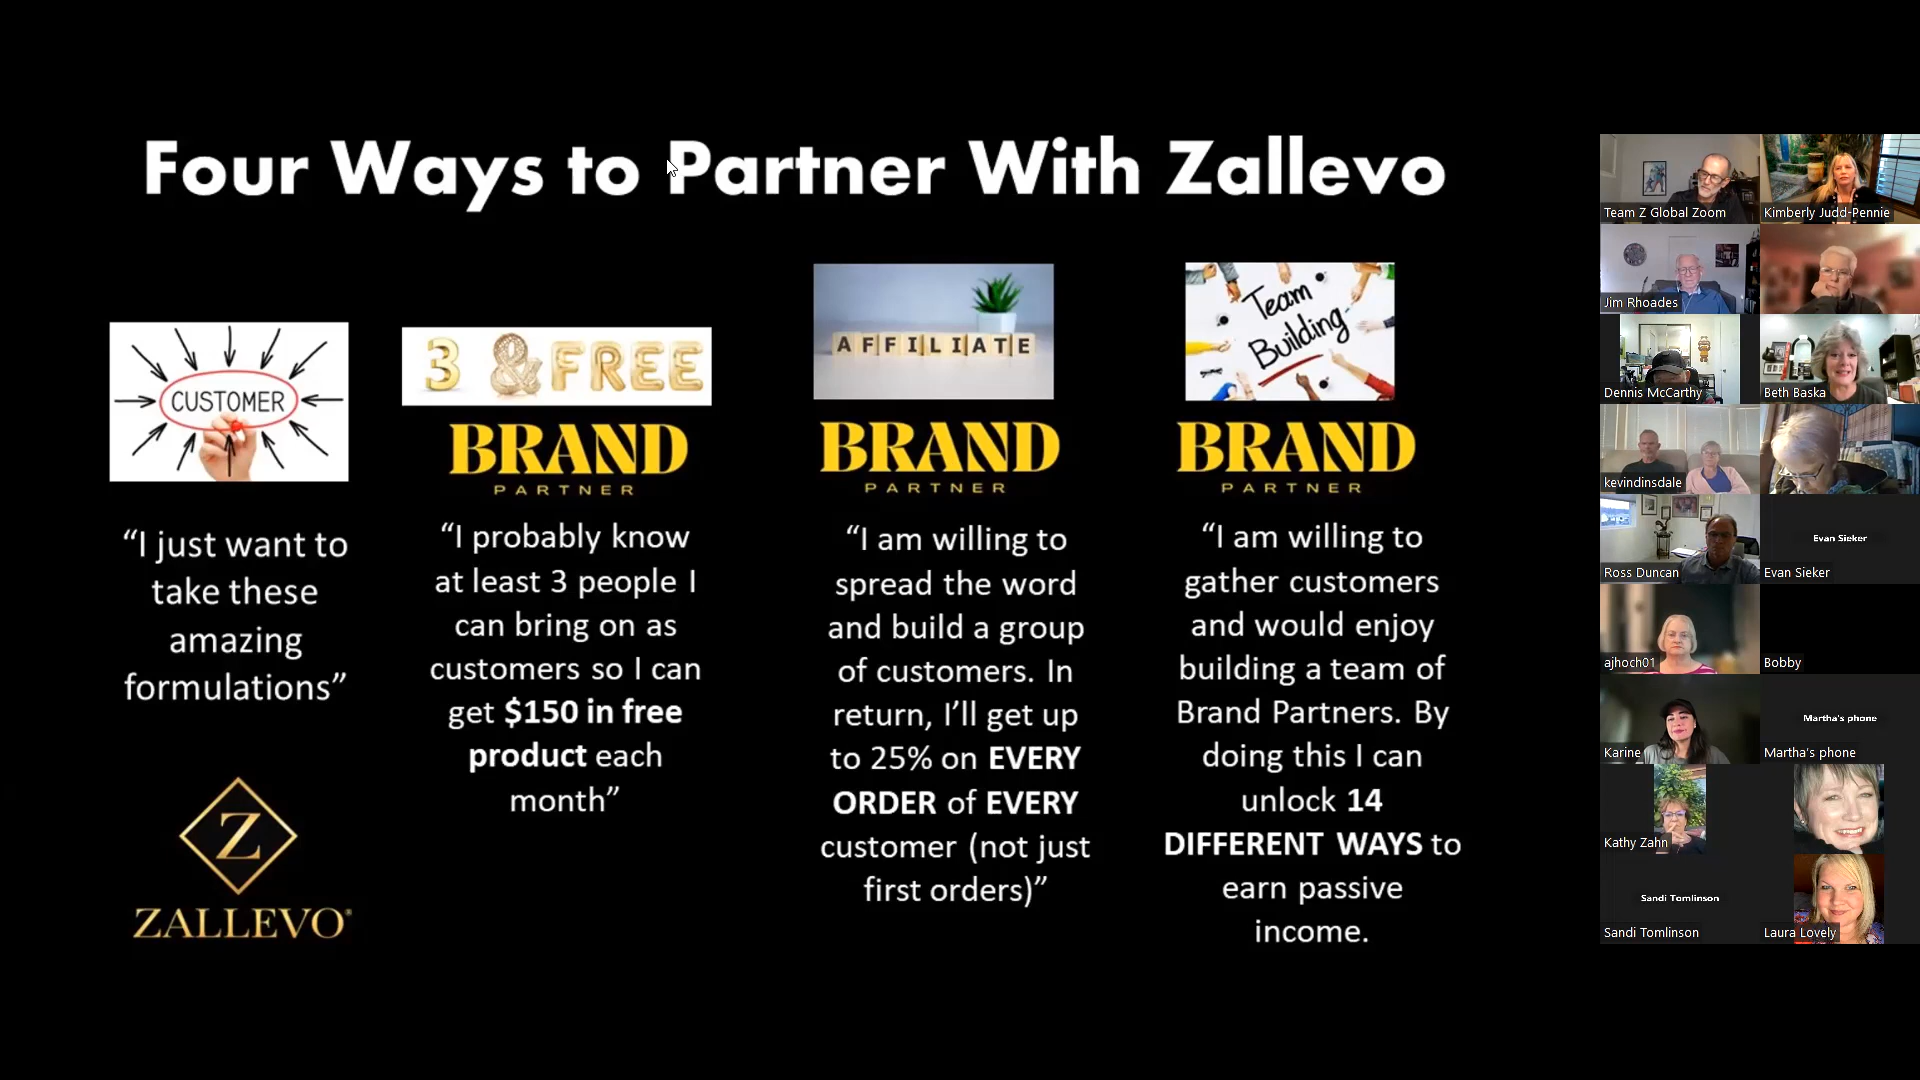 Four Ways to Partner With Zallevo
CUSTOMER
“I just want to
take these
amazing
formulations”
Z
ZALLEVO®
3 & FREE
BRAND
PARTNER
“I probably know
at least 3 people I
can bring on as
customers so I can
get $150 in free
product each
month”
AFFILIATE
BRAND
PARTNER
“I am willing to
spread the word
and build a group
of customers. In
return, I’ll get up
to 25% on EVERY
ORDER of EVERY
customer (not just
first orders)”
Team
Building
BRAND
PARTNER
“I am willing to
gather customers
and would enjoy
building a team of
Brand Partners. By
doing this I can
unlock 14
DIFFERENT WAYS to
earn passive
income.
Team Z Global Zoom
Kimberly Judd-Pennie
Jim Rhoades
Dennis McCarthy
Beth Baska
kevindinsdale
Ross Duncan
Evan Sieker
Evan Sieker
ajhoch01
Bobby
Karine
Martha's phone
Martha's phone
Kathy Zahn
Sandi Tomlinson
Sandi Tomlinson
Laura Lovely